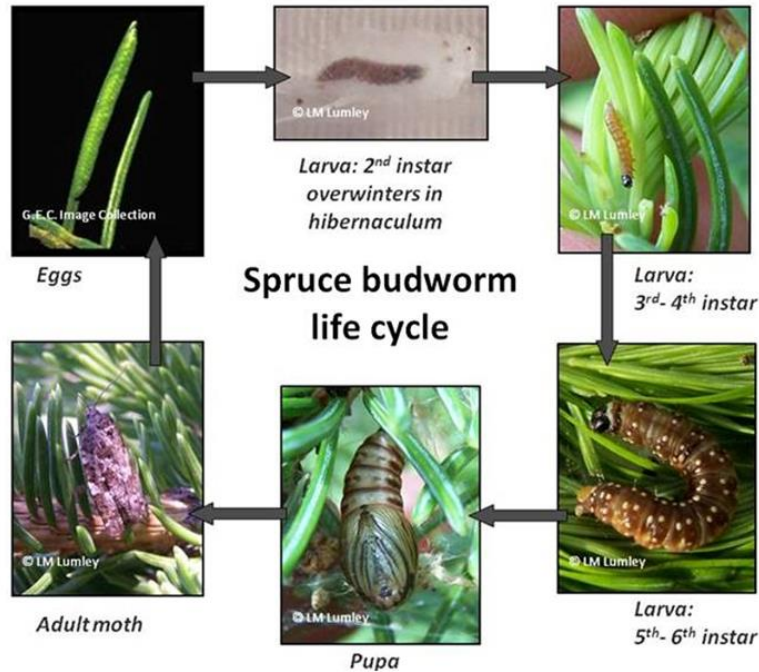 © LM Lumley
G.E.C. Image Collection
© LM Lumley
Larva: 2nd instar
overwinters in
hibernaculum
Eggs
Larva:
3rd- 4th instar
Spruce budworm
life cycle
© LM Lumley
© LM Lumley
© LM Lumley
Adult moth
Larva:
5th- 6th instar
Pupa